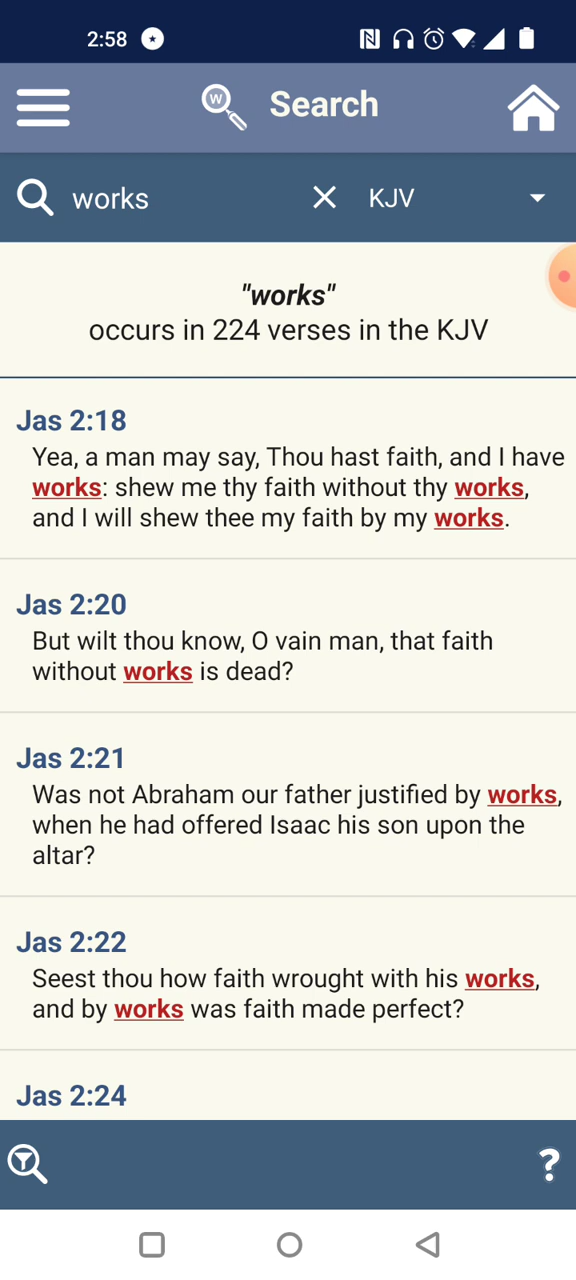 2:58
W Search
works KJV
"works"
occurs in 224 verses in the KJV
Jas 2:18
Yea, a man may say, Thou hast faith, and I have
works: shew me thy faith without thy works,
and I will shew thee my faith by my works.
Jas 2:20
But wilt thou know, O vain man, that faith
without works is dead?
Jas 2:21
Was not Abraham our father justified by works,
when he had offered Isaac his son upon the
altar?
Jas 2:22
Seest thou how faith wrought with his works,
and by works was faith made perfect?
Jas 2:24
?